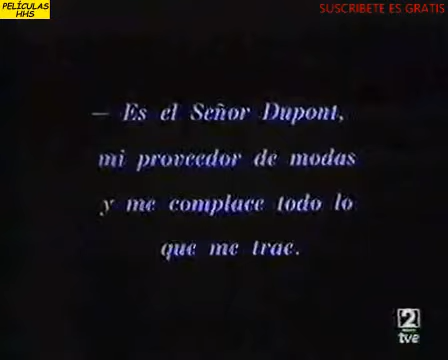 PELÍCULAS
HHS
SUSCRIBETE ES GRATIS
— Es el Señor Dupont,
mi proveedor de modas
y me complace todo lo
que me trae.
2
tve